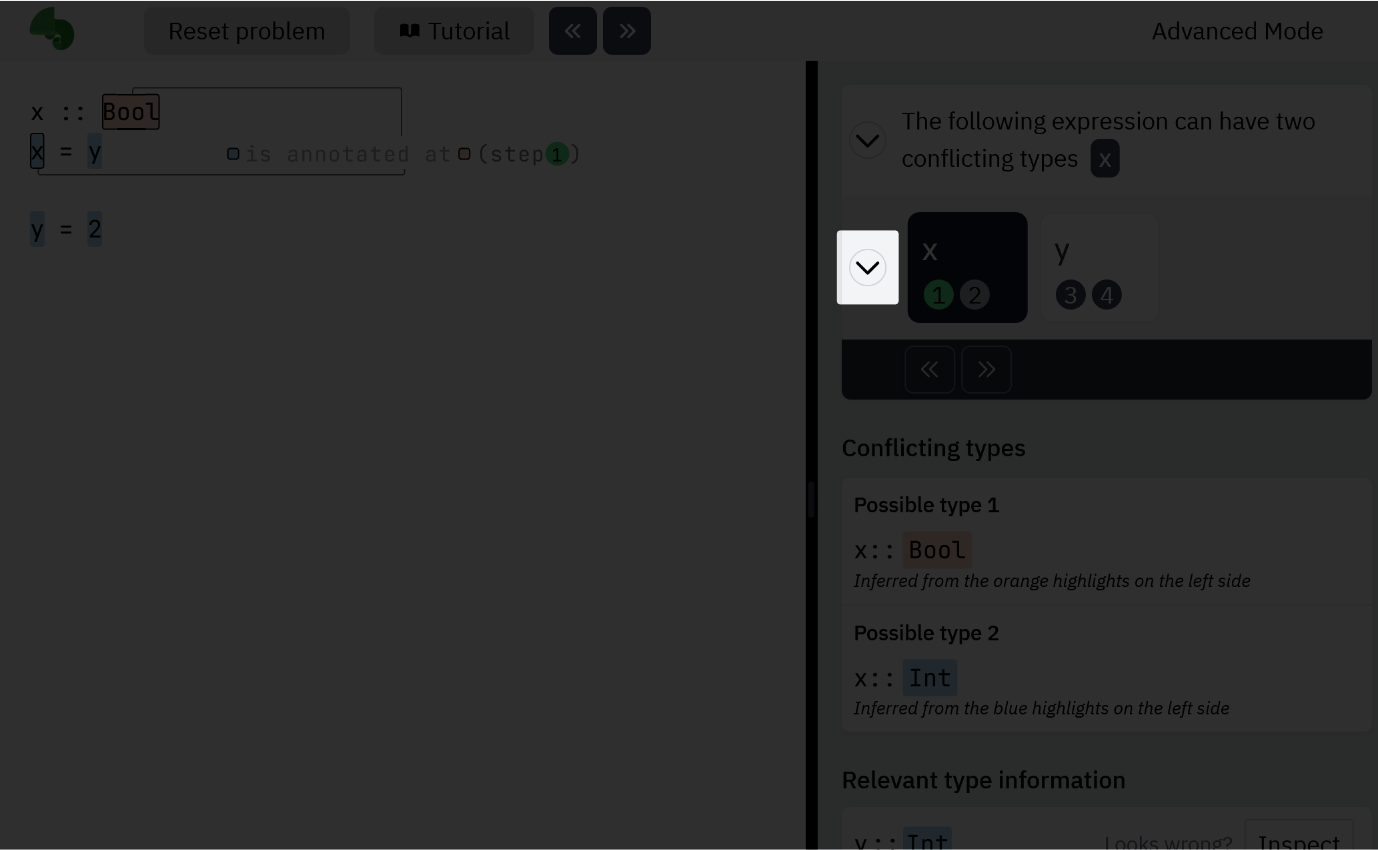 Reset problem Tutorial Advanced Mode
x :: Bool
x = y is annotated at (step 1)
y = 2
The following expression can have two
conflicting types x
x y
1 2 3 4
Conflicting types
Possible type 1
x:: Bool
Inferred from the orange highlights on the left side
Possible type 2
x:: Int
Inferred from the blue highlights on the left side
Relevant type information
y:: Int Looks wrong? Inspect